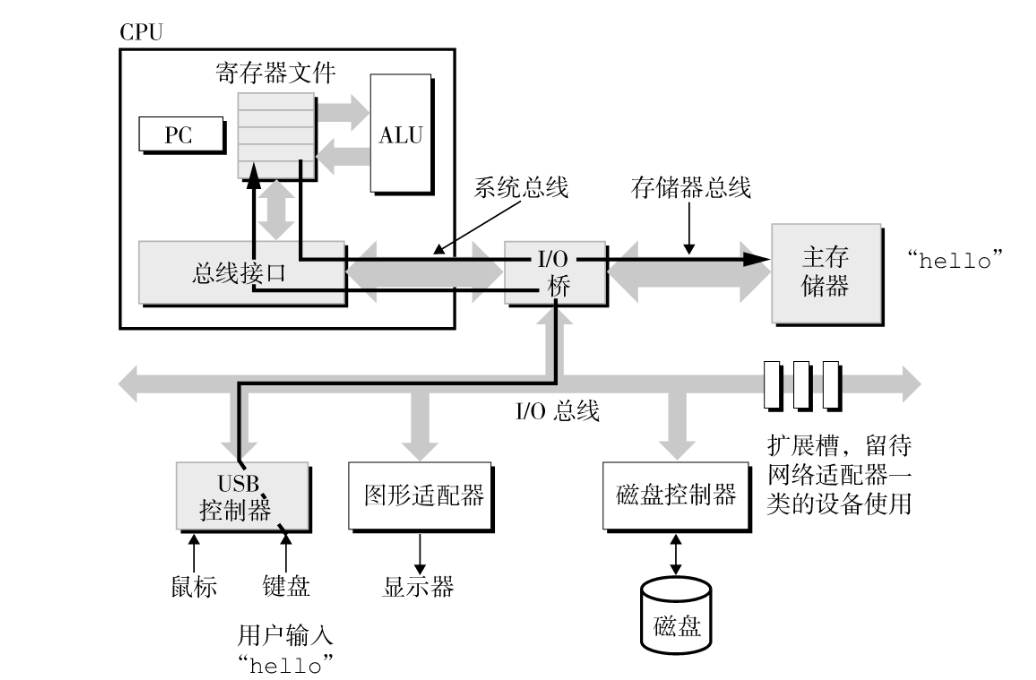 CPU
寄存器文件
PC
ALU
系统总线
存储器总线
总线接口
I/O
桥
主存
储器
“hello”
I/O 总线
扩展槽，留待
网络适配器一
类的设备使用
USB
控制器
图形适配器
磁盘控制器
鼠标
键盘
显示器
磁盘
用户输入
“hello”